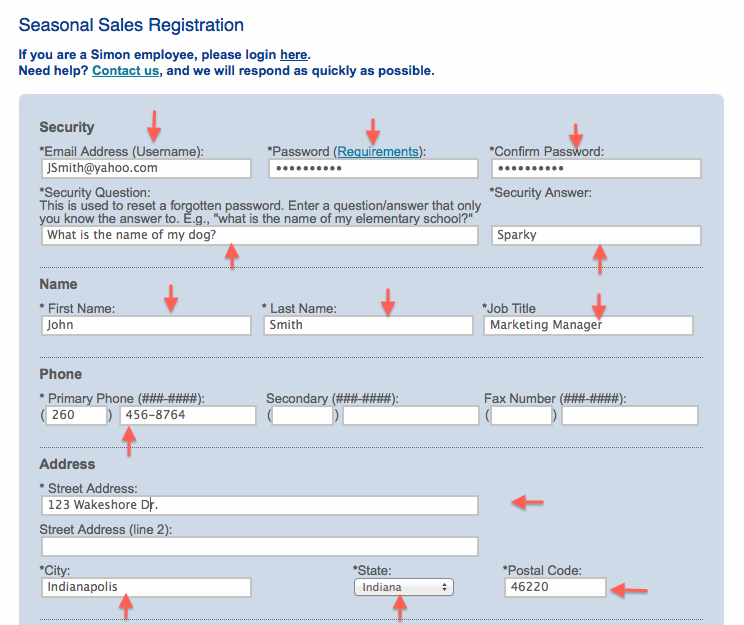 Seasonal Sales Registration
If you are a Simon employee, please login here.
Need help? Contact us, and we will respond as quickly as possible.
Security
*Email Address (Username): *Password (Requirements): *Confirm Password:
JSmith@yahoo.com •••••••••• ••••••••••
*Security Question: *Security Answer:
This is used to reset a forgotten password. Enter a question/answer that only
you know the answer to. E.g., "what is the name of my elementary school?"
What is the name of my dog? Sparky
Name
* First Name: * Last Name: *Job Title
John Smith Marketing Manager
Phone
* Primary Phone (###-####): Secondary (###-####): Fax Number (###-####):
(260) 456-8764 ( ) ( )
Address
* Street Address:
123 Wakeshore Dr.
Street Address (line 2):
*City: *State: *Postal Code:
Indianapolis Indiana 46220